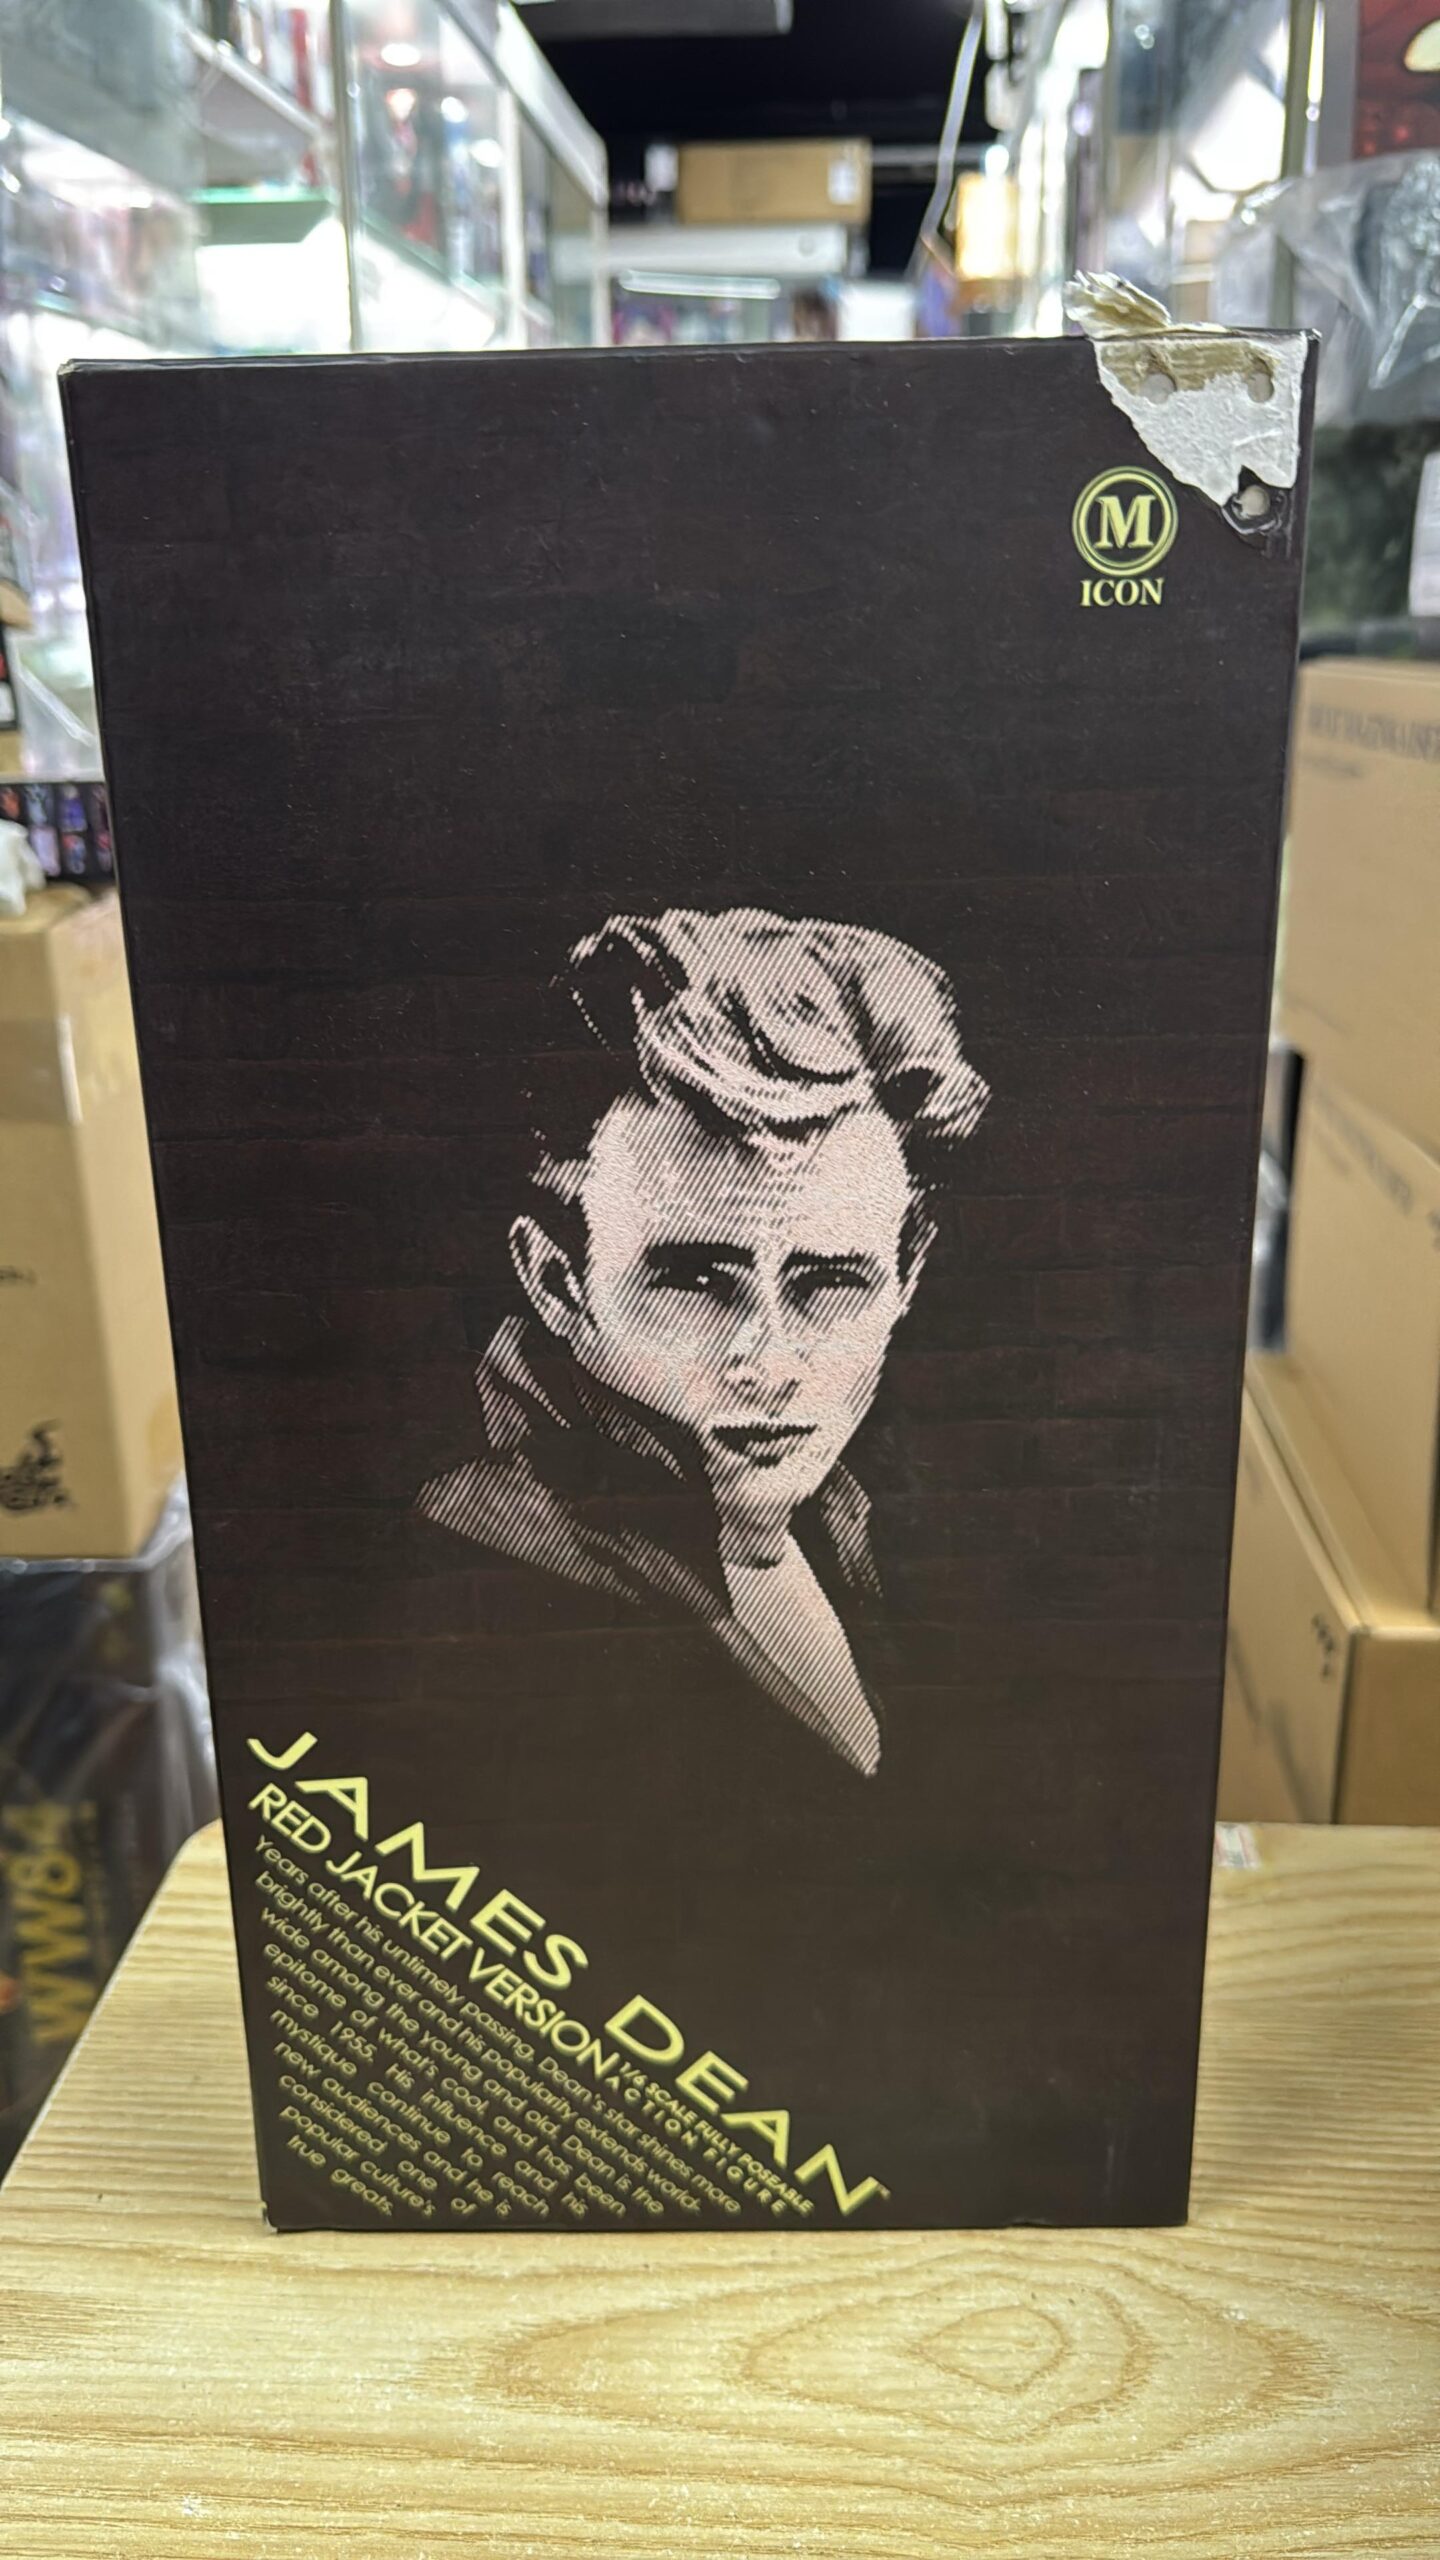 M
ICON
JAMES DEAN™
RED JACKET VERSION
1/6 SCALE FULLY POSEABLE
ACTION FIGURE
Years after his untimely passing, Dean's star shines more
brightly than ever and his popularity extends world-
wide among the young and old. Dean is the
epitome of what's cool, and has been,
since 1955. His influence and his
mystique continue to reach
new audiences and he is
considered one of
popular culture's
true greats.
WW84